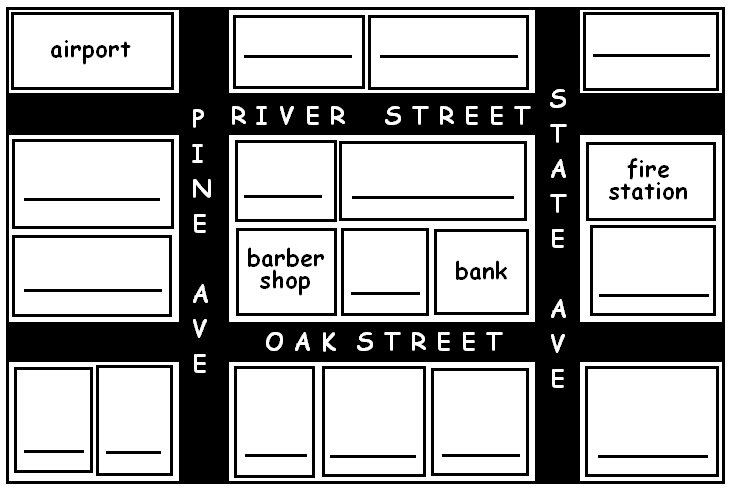 airport
RIVER STREET
PINE AVE
STATE AVE
fire
station
barber
shop
bank
OAK STREET